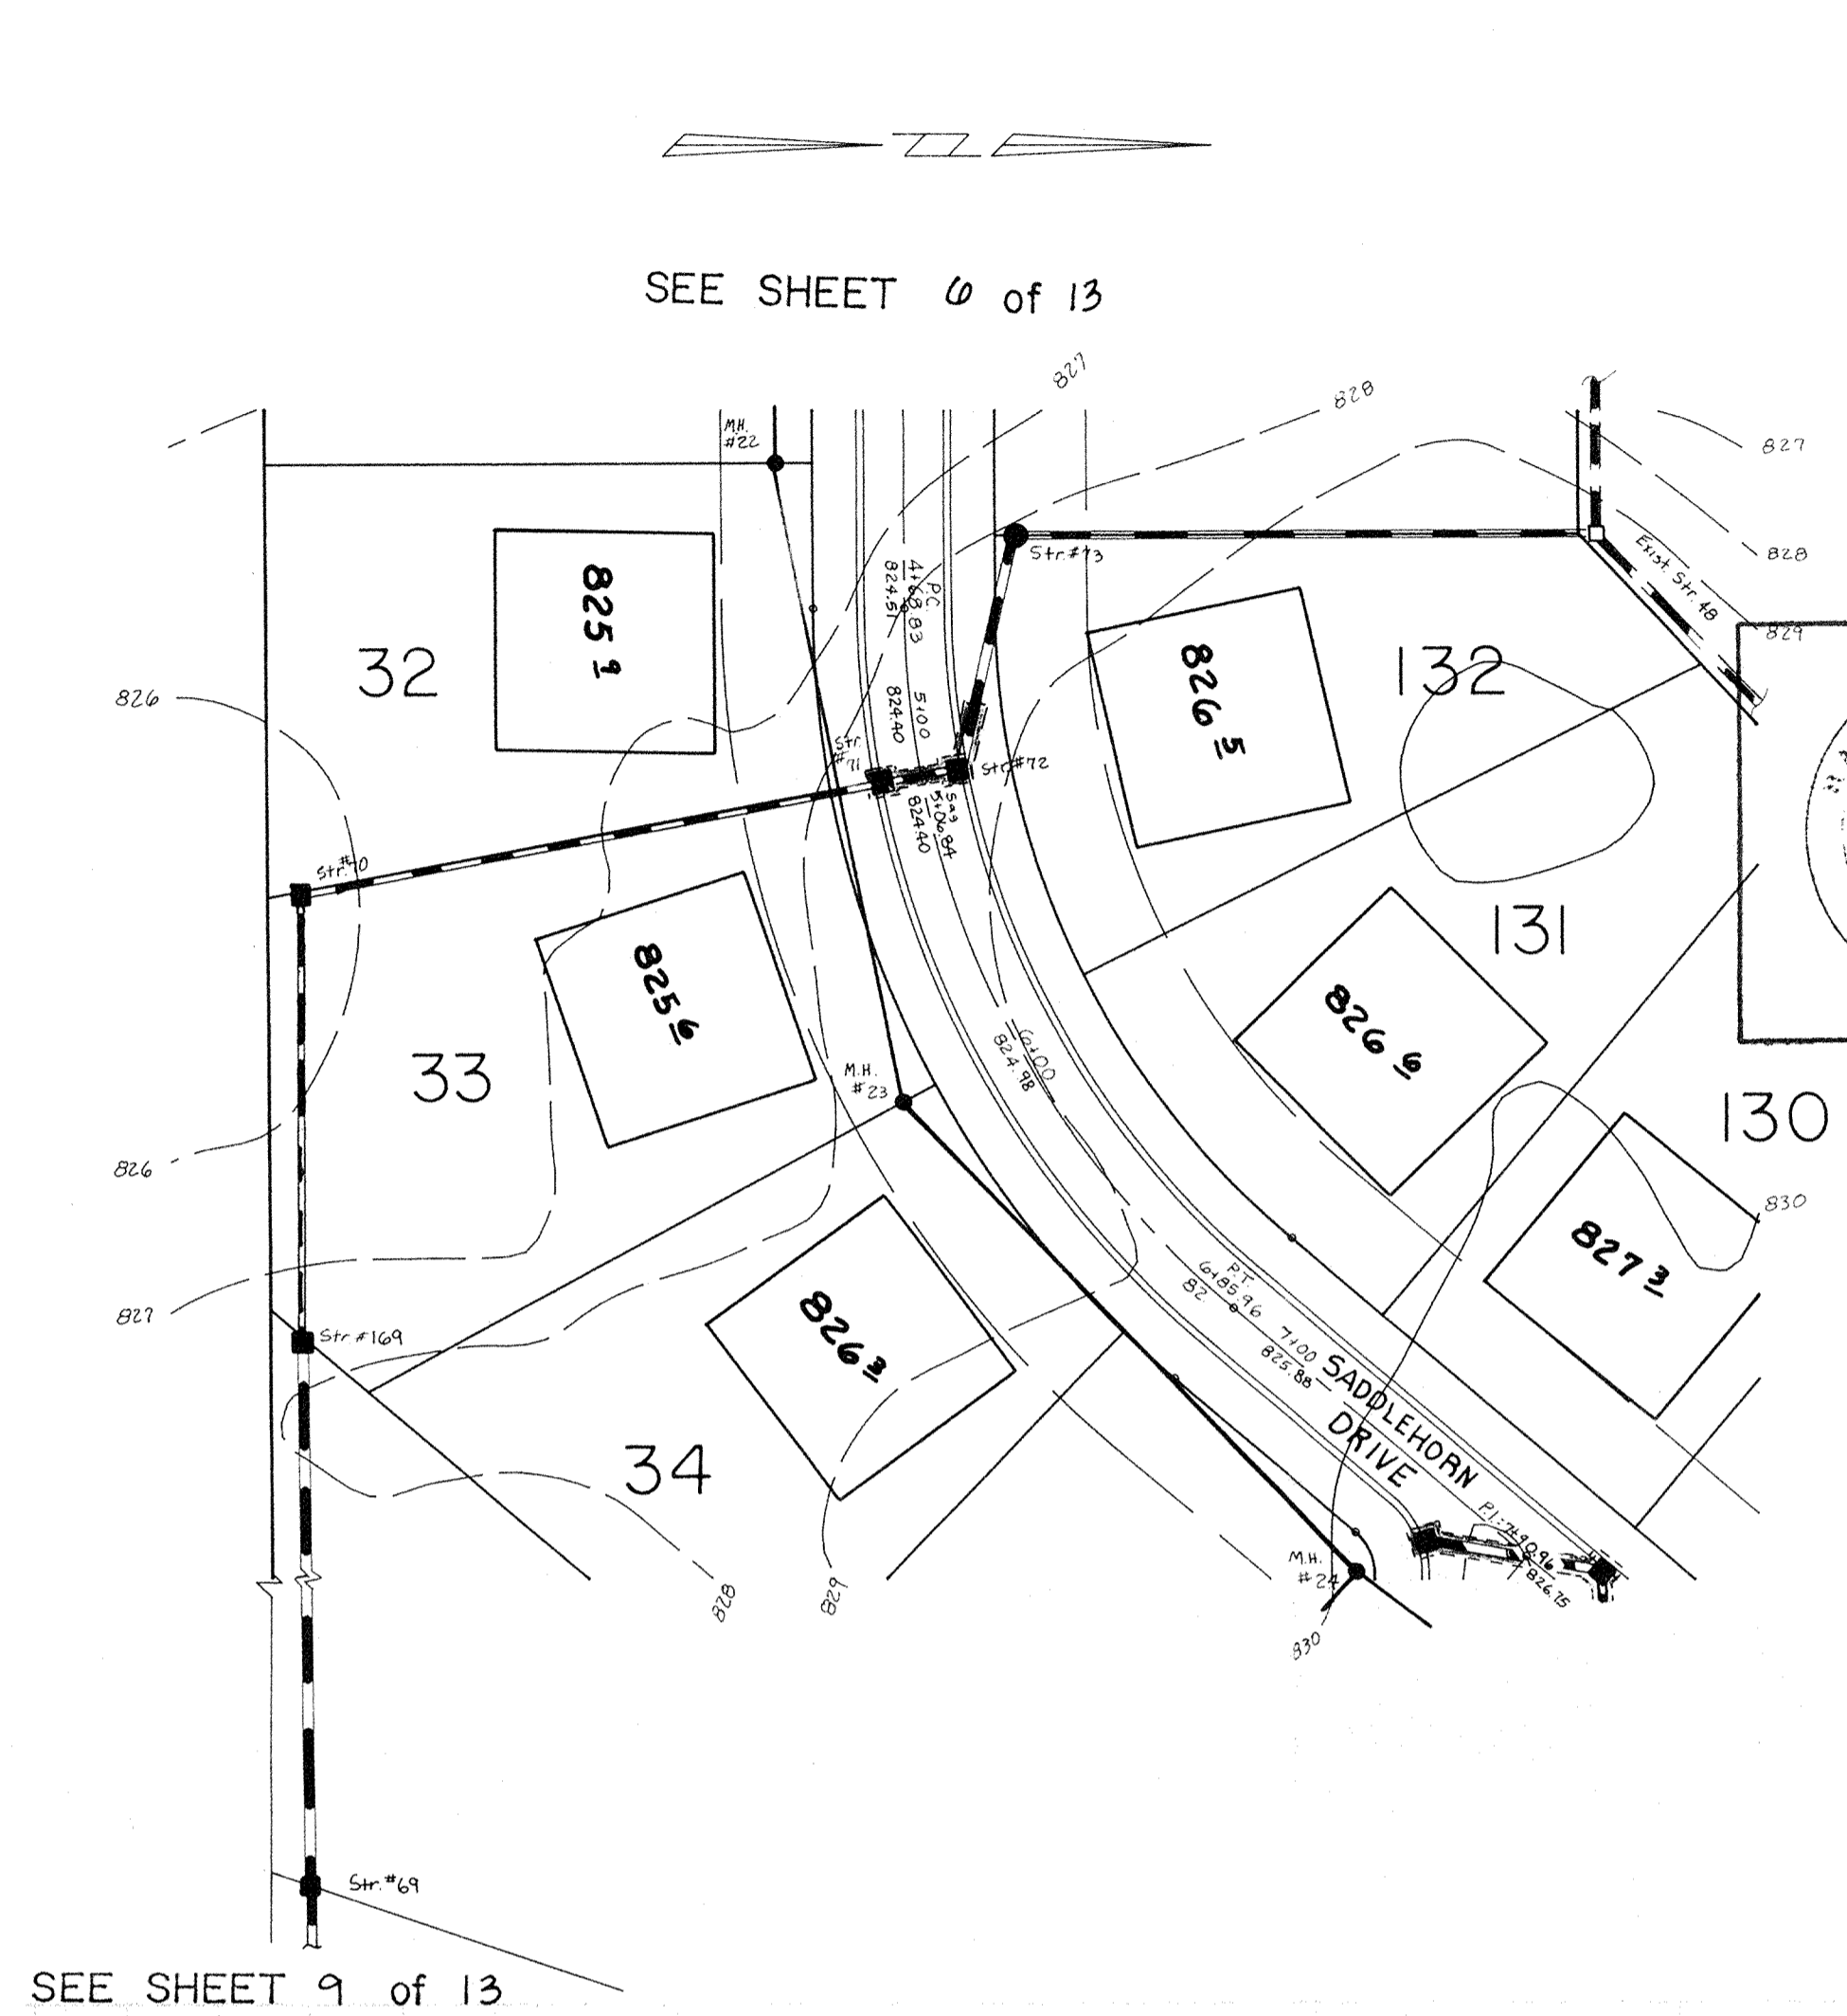 Z
SEE SHEET 6 of 13
827
828
827
M.H.
#22
828
829
Exist. Str. 48
Str.#73
P.C.
4+68.83
824.51
825 9
32
132
826 5
826
5+00
824.40
Str.
#71
Str.#72
Sag
5+06.84
824.40
Str.#70
131
825 6
33
826 6
6+00
824.98
M.H.
#23
130
826
830
827 3
827
Str.#169
826 3
P.T.
6+85.96
82
7+00
825.88
SADDLEHORN
DRIVE
34
P.I.=7+90.96
826.75
M.H.
#24
828
829
830
Str.#69
SEE SHEET 9 of 13